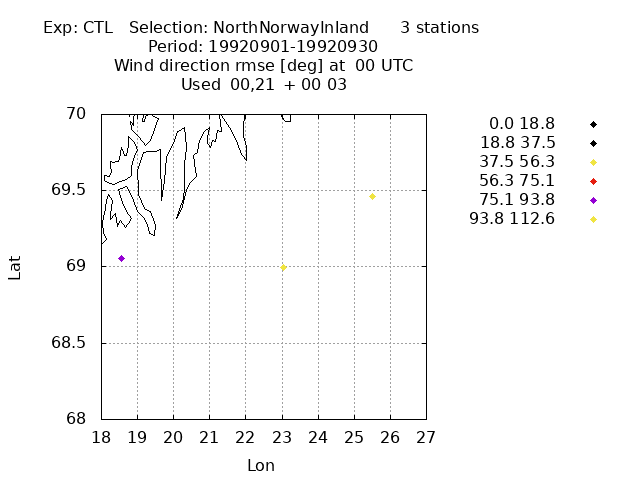 Exp: CTL   Selection: NorthNorwayInland      3 stations
Period: 19920901-19920930
Wind direction rmse [deg] at  00 UTC
Used  00,21  + 00 03
70
69.5
69
68.5
68
Lat
18 19 20 21 22 23 24 25 26 27
Lon
0.0 18.8
18.8 37.5
37.5 56.3
56.3 75.1
75.1 93.8
93.8 112.6